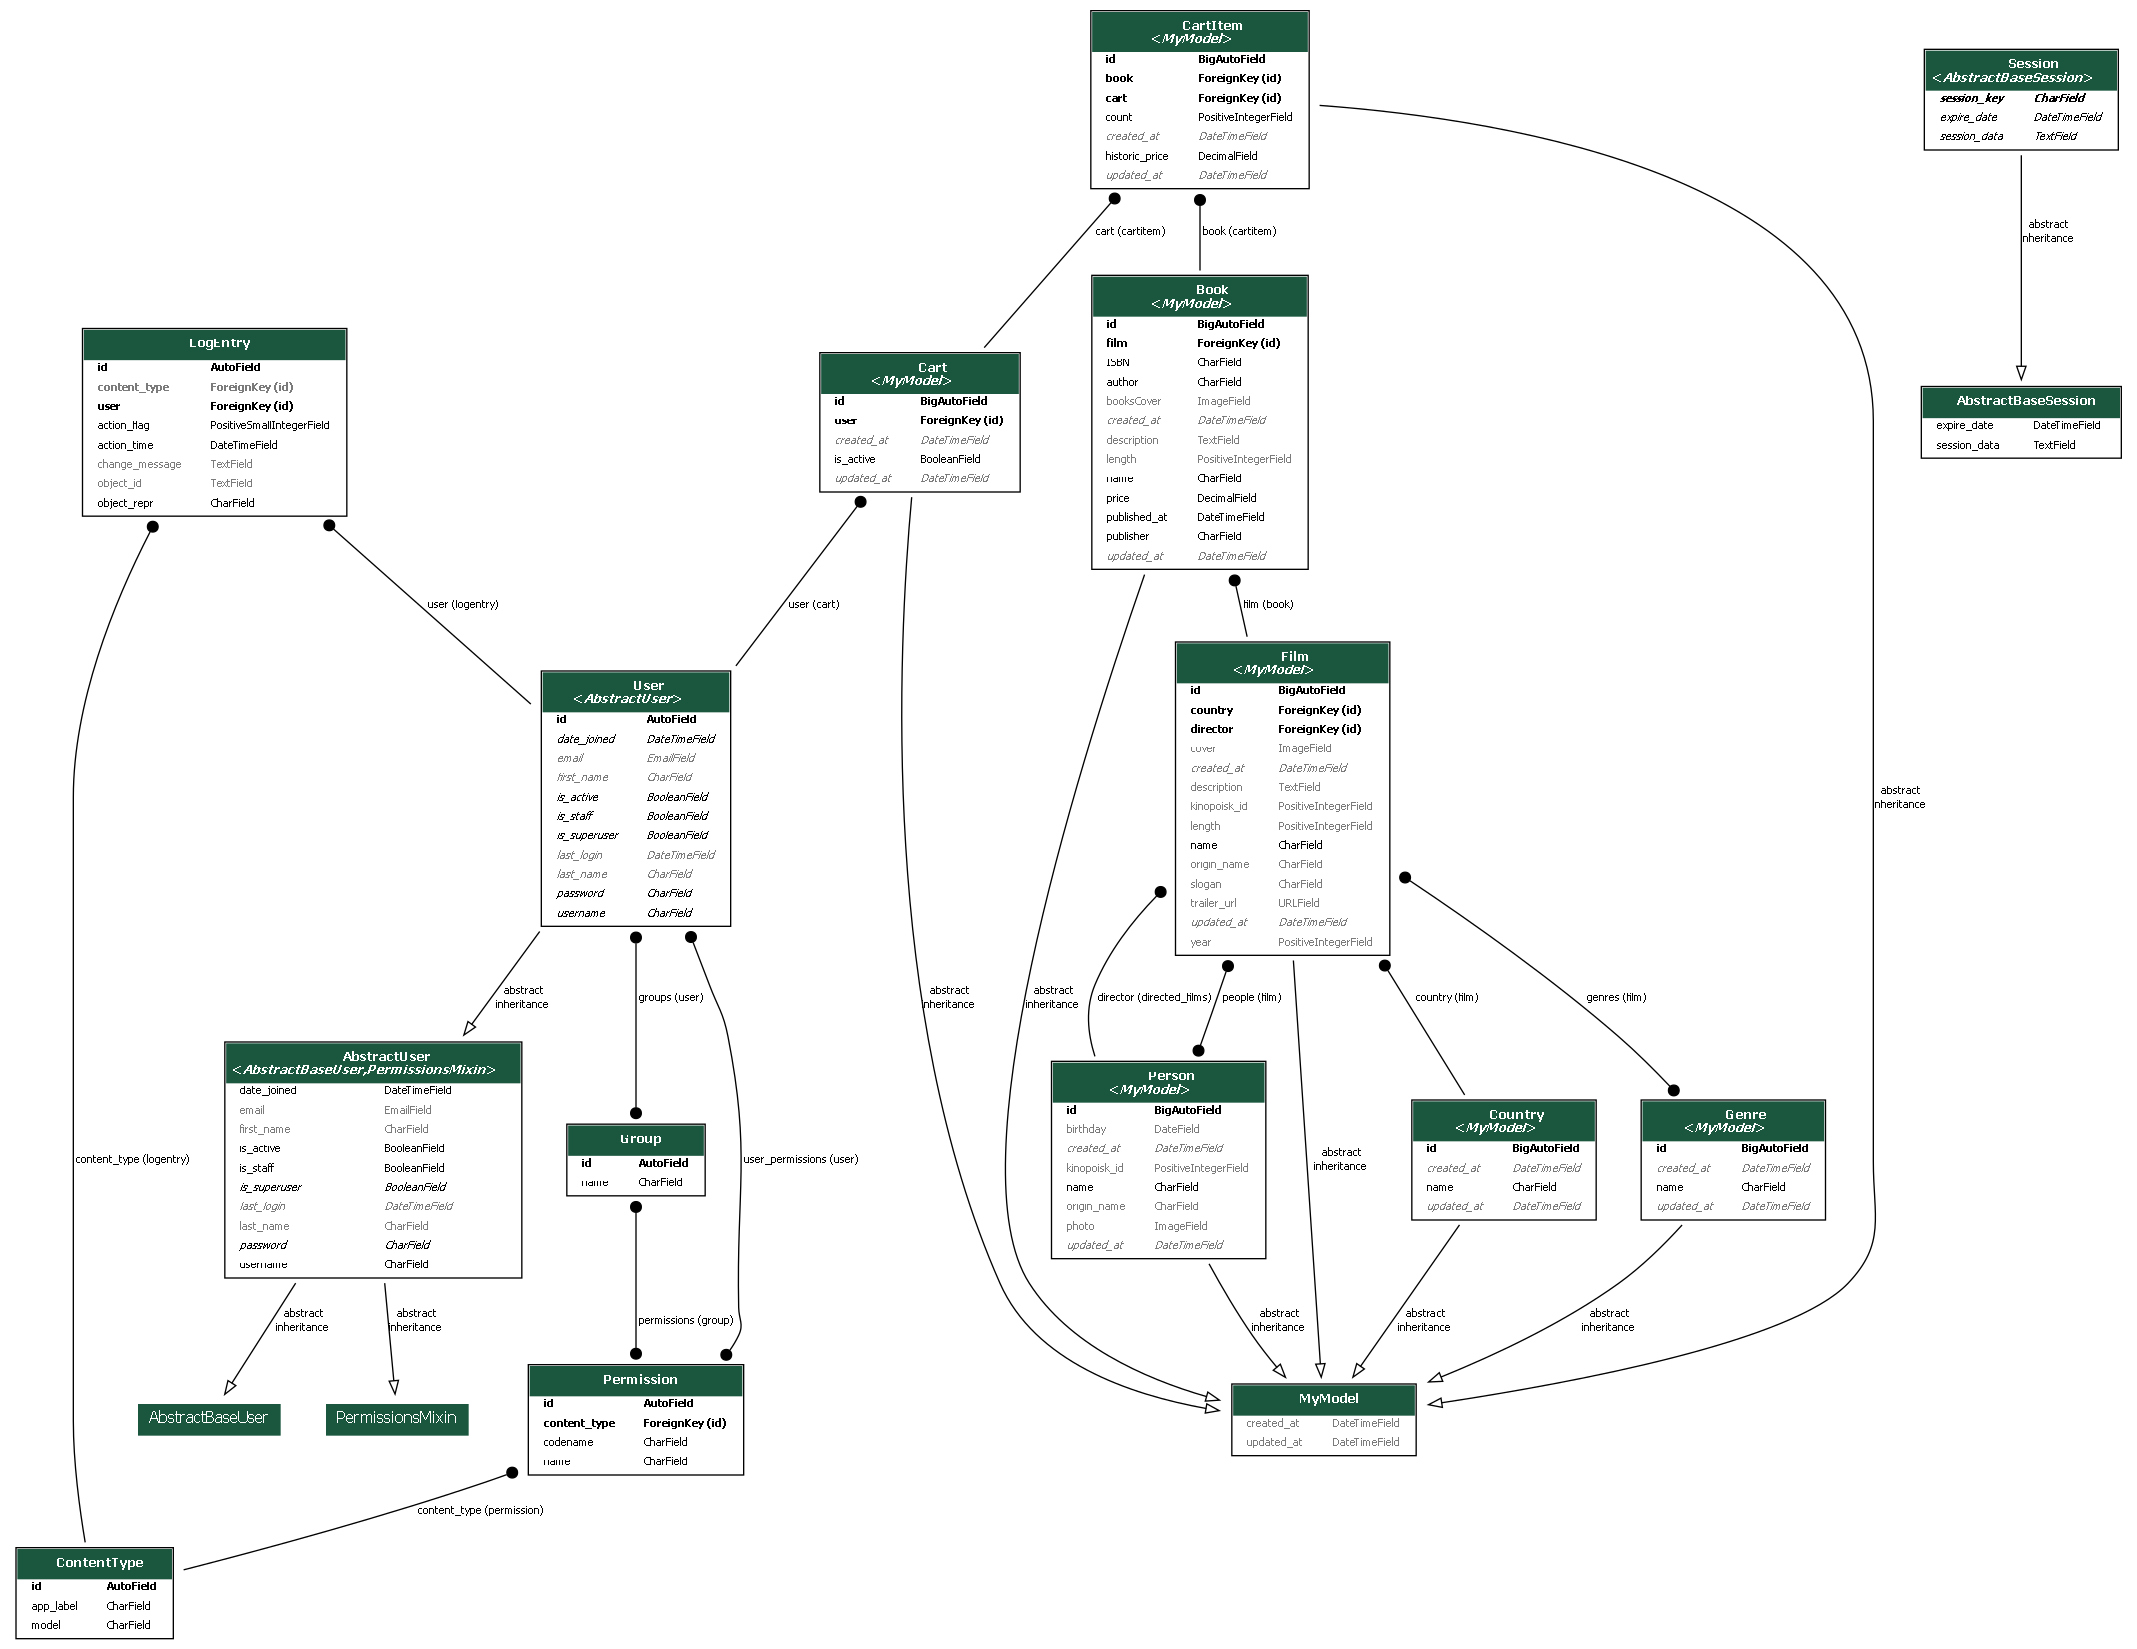 CartItem
<MyModel>
id BigAutoField
book ForeignKey (id)
cart ForeignKey (id)
count PositiveIntegerField
created_at DateTimeField
historic_price DecimalField
updated_at DateTimeField
Session
<AbstractBaseSession>
session_key CharField
expire_date DateTimeField
session_data TextField
cart (cartitem)
book (cartitem)
abstract
inheritance
Book
<MyModel>
id BigAutoField
film ForeignKey (id)
ISBN CharField
author CharField
booksCover ImageField
created_at DateTimeField
description TextField
length PositiveIntegerField
name CharField
price DecimalField
published_at DateTimeField
publisher CharField
updated_at DateTimeField
LogEntry
id AutoField
content_type ForeignKey (id)
user ForeignKey (id)
action_flag PositiveSmallIntegerField
action_time DateTimeField
change_message TextField
object_id TextField
object_repr CharField
Cart
<MyModel>
id BigAutoField
user ForeignKey (id)
created_at DateTimeField
is_active BooleanField
updated_at DateTimeField
AbstractBaseSession
expire_date DateTimeField
session_data TextField
user (logentry)
user (cart)
film (book)
User
<AbstractUser>
id AutoField
date_joined DateTimeField
email EmailField
first_name CharField
is_active BooleanField
is_staff BooleanField
is_superuser BooleanField
last_login DateTimeField
last_name CharField
password CharField
username CharField
Film
<MyModel>
id BigAutoField
country ForeignKey (id)
director ForeignKey (id)
cover ImageField
created_at DateTimeField
description TextField
kinopoisk_id PositiveIntegerField
length PositiveIntegerField
name CharField
origin_name CharField
slogan CharField
trailer_url URLField
updated_at DateTimeField
year PositiveIntegerField
abstract
inheritance
abstract
inheritance
groups (user)
abstract
inheritance
abstract
inheritance
director (directed_films)
people (film)
country (film)
genres (film)
AbstractUser
<AbstractBaseUser,PermissionsMixin>
date_joined DateTimeField
email EmailField
first_name CharField
is_active BooleanField
is_staff BooleanField
is_superuser BooleanField
last_login DateTimeField
last_name CharField
password CharField
username CharField
Group
id AutoField
name CharField
content_type (logentry)
user_permissions (user)
Person
<MyModel>
id BigAutoField
birthday DateField
created_at DateTimeField
kinopoisk_id PositiveIntegerField
name CharField
origin_name CharField
photo ImageField
updated_at DateTimeField
abstract
inheritance
Country
<MyModel>
id BigAutoField
created_at DateTimeField
name CharField
updated_at DateTimeField
Genre
<MyModel>
id BigAutoField
created_at DateTimeField
name CharField
updated_at DateTimeField
abstract
inheritance
abstract
inheritance
permissions (group)
abstract
inheritance
abstract
inheritance
abstract
inheritance
AbstractBaseUser
PermissionsMixin
Permission
id AutoField
content_type ForeignKey (id)
codename CharField
name CharField
MyModel
created_at DateTimeField
updated_at DateTimeField
content_type (permission)
ContentType
id AutoField
app_label CharField
model CharField